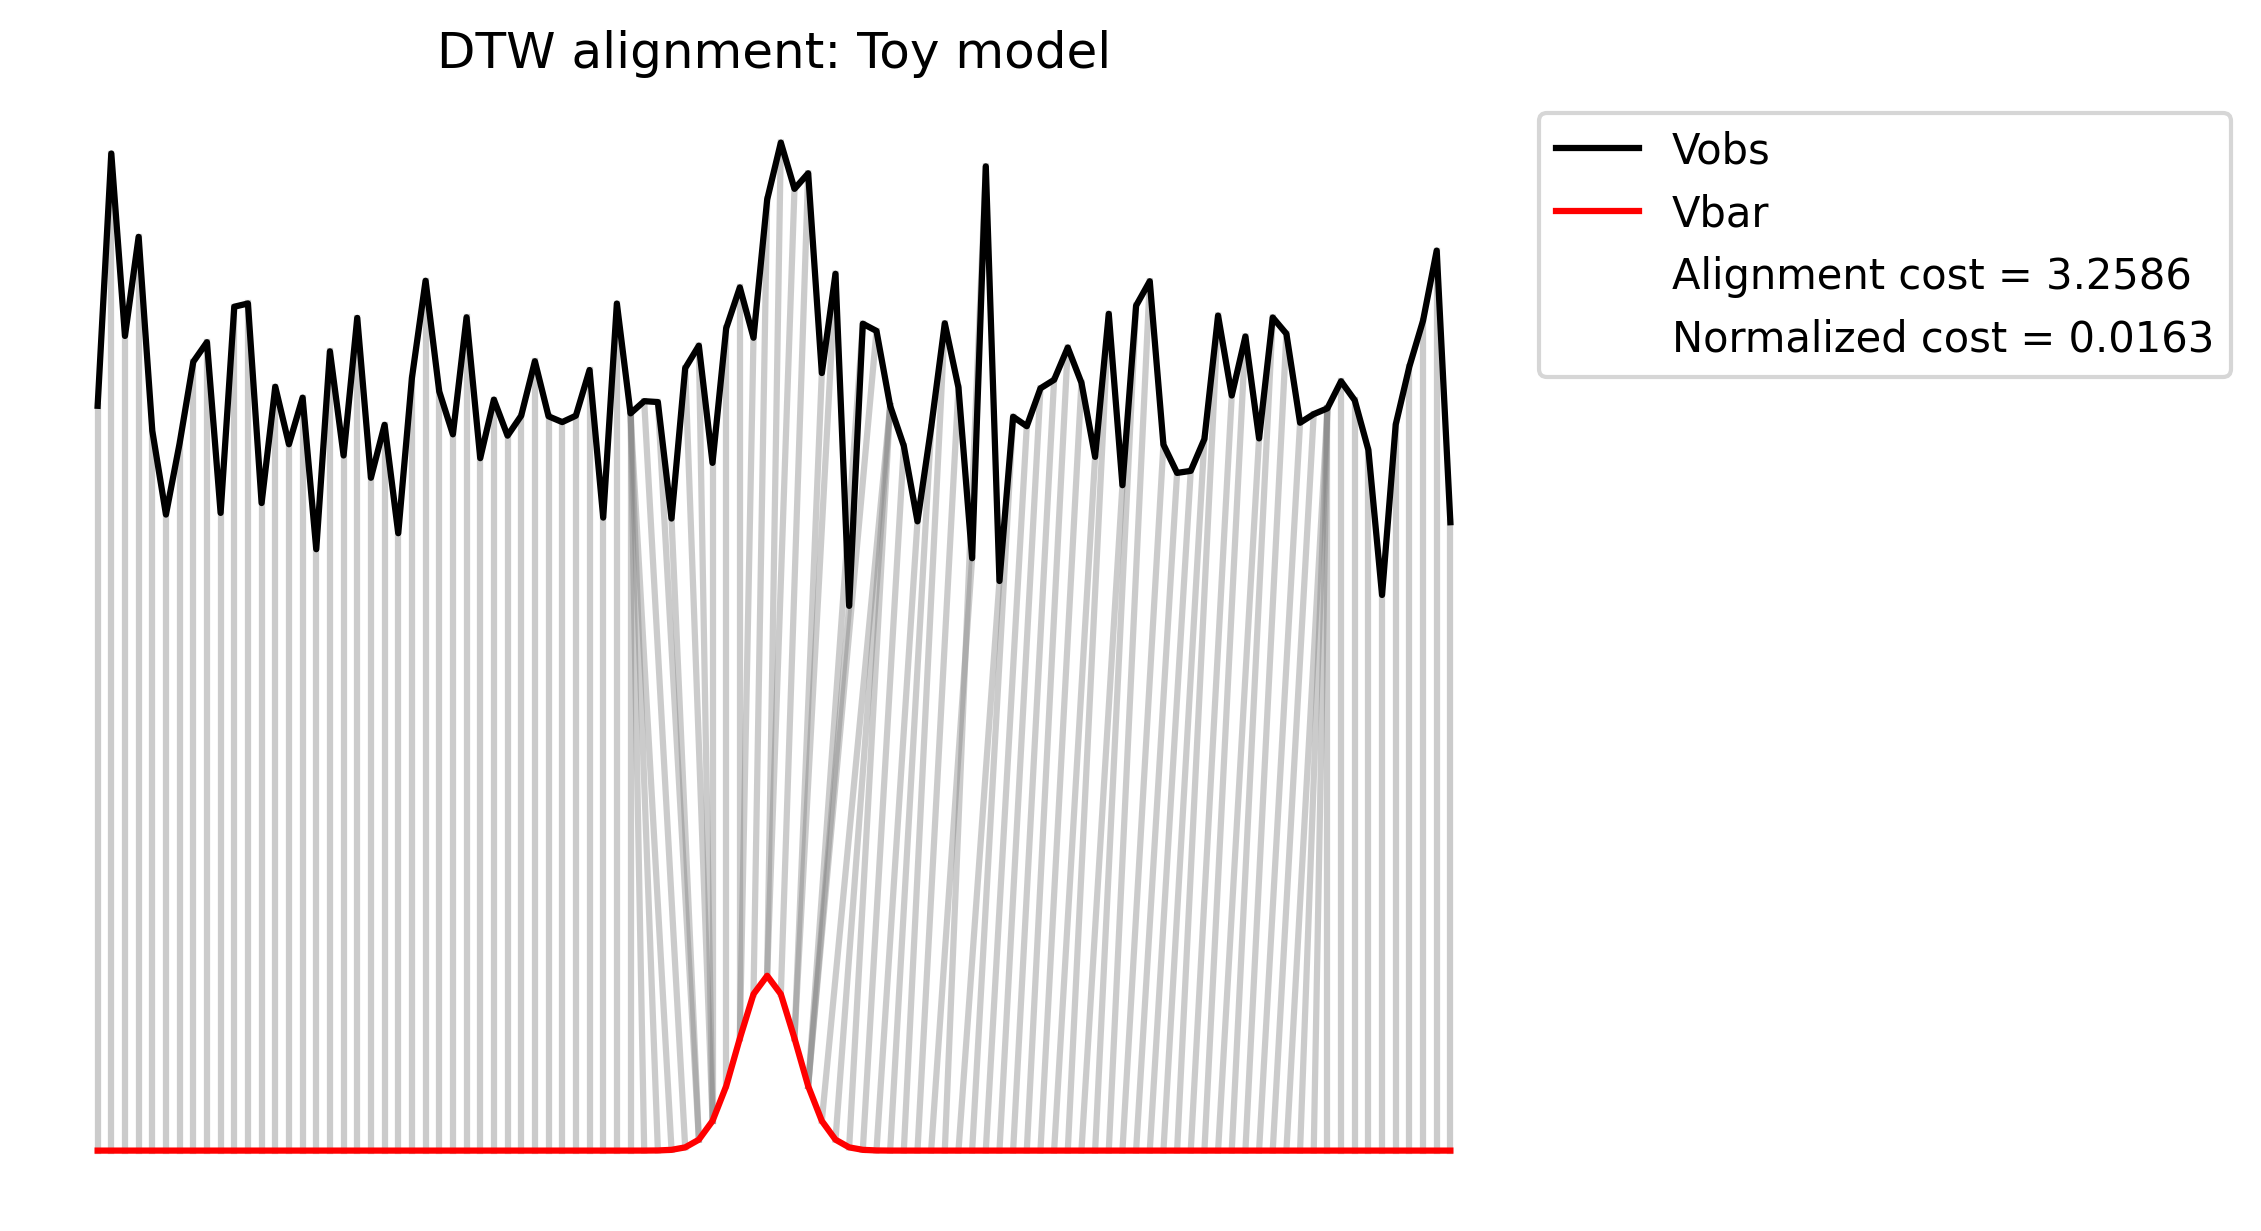 DTW alignment: Toy model
Vobs
Vbar
Alignment cost = 3.2586
Normalized cost = 0.0163